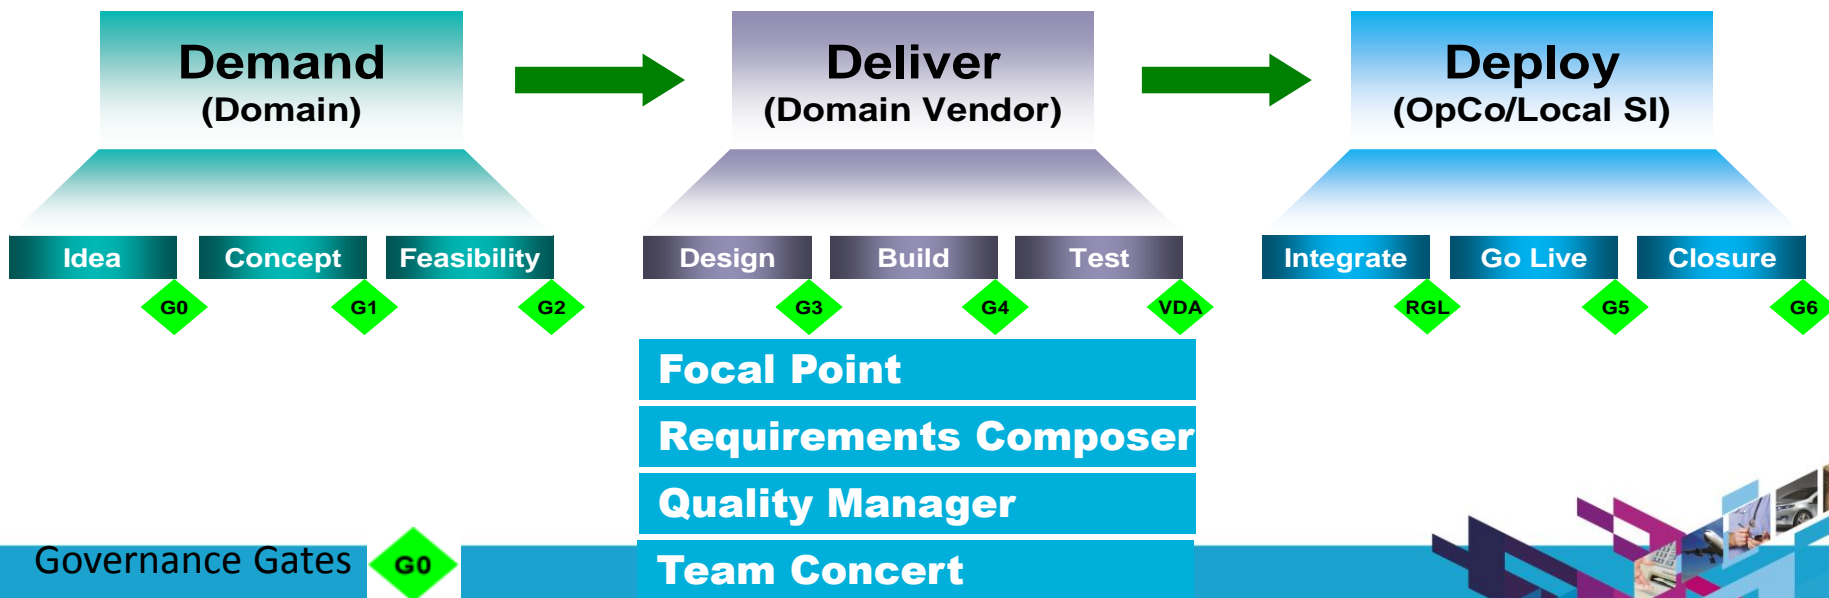 Demand
(Domain)
Deliver
(Domain Vendor)
Deploy
(OpCo/Local SI)
Idea
Concept
Feasibility
Design
Build
Test
Integrate
Go Live
Closure
G0
G1
G2
G3
G4
VDA
RGL
G5
G6
Focal Point
Requirements Composer
Quality Manager
Team Concert
Governance Gates
G0